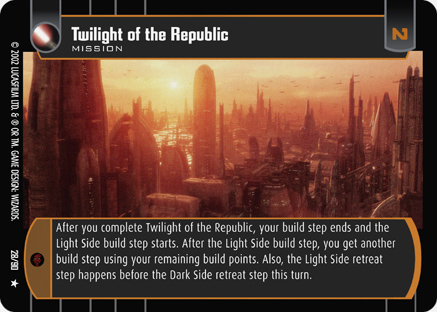 Twilight of the Republic
MISSION
N
© 2002 LUCASFILM LTD. & ® OR TM. GAME DESIGN: WIZARDS.
After you complete Twilight of the Republic, your build step ends and the
Light Side build step starts. After the Light Side build step, you get another
build step using your remaining build points. Also, the Light Side retreat
step happens before the Dark Side retreat step this turn.
28/90